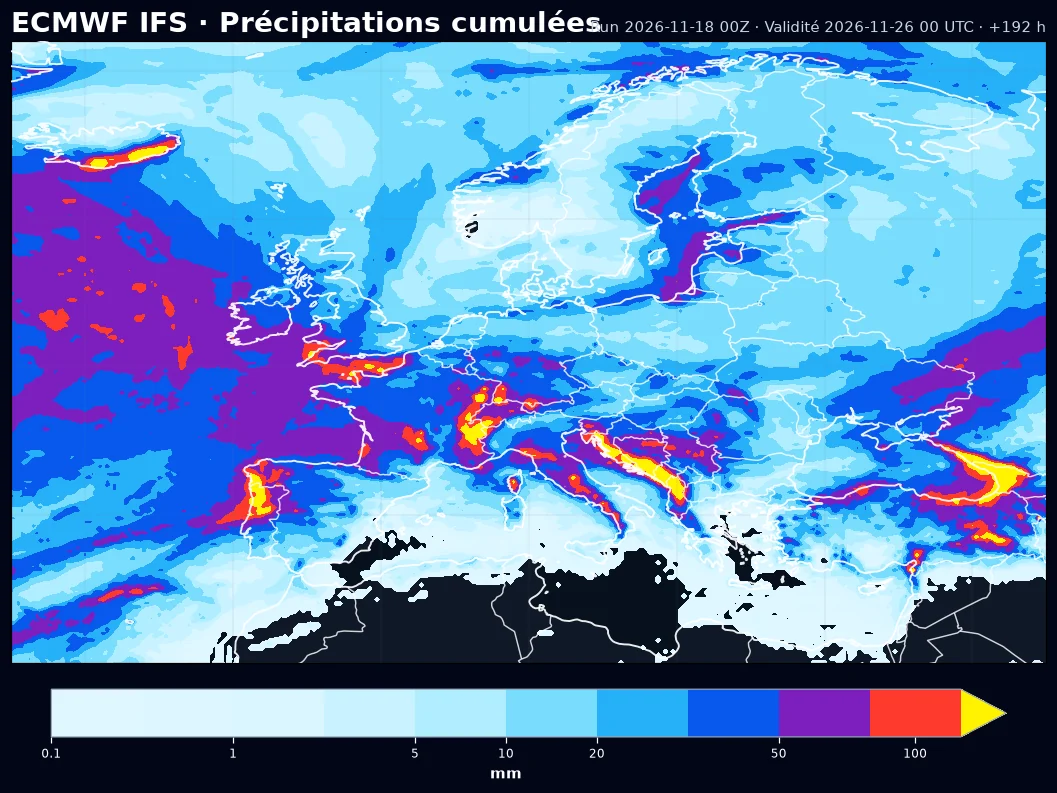 ECMWF IFS · Précipitations cumulées
Run 2026-11-18 00Z · Validité 2026-11-26 00 UTC · +192 h
0.1 1 5 10 20 50 100
mm